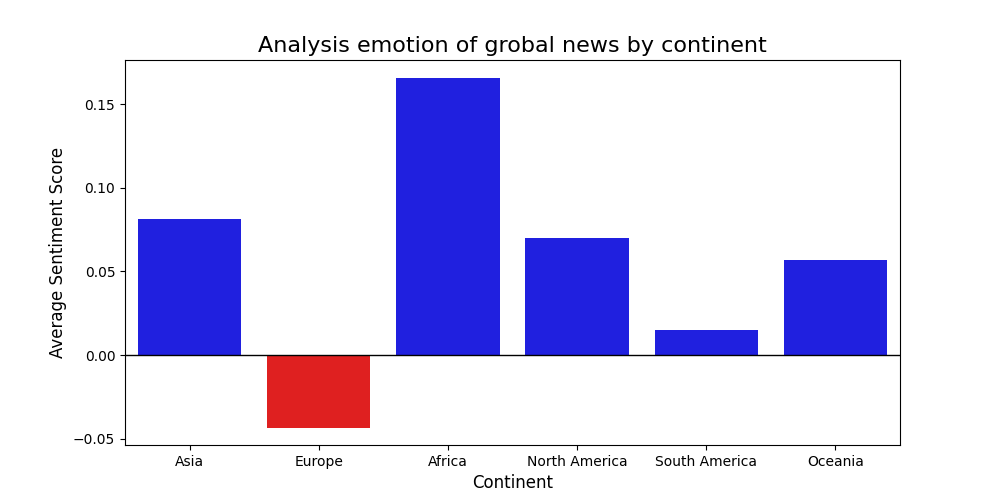 Analysis emotion of grobal news by continent
Average Sentiment Score
0.15
0.10
0.05
0.00
−0.05
Asia
Europe
Africa
North America
South America
Oceania
Continent